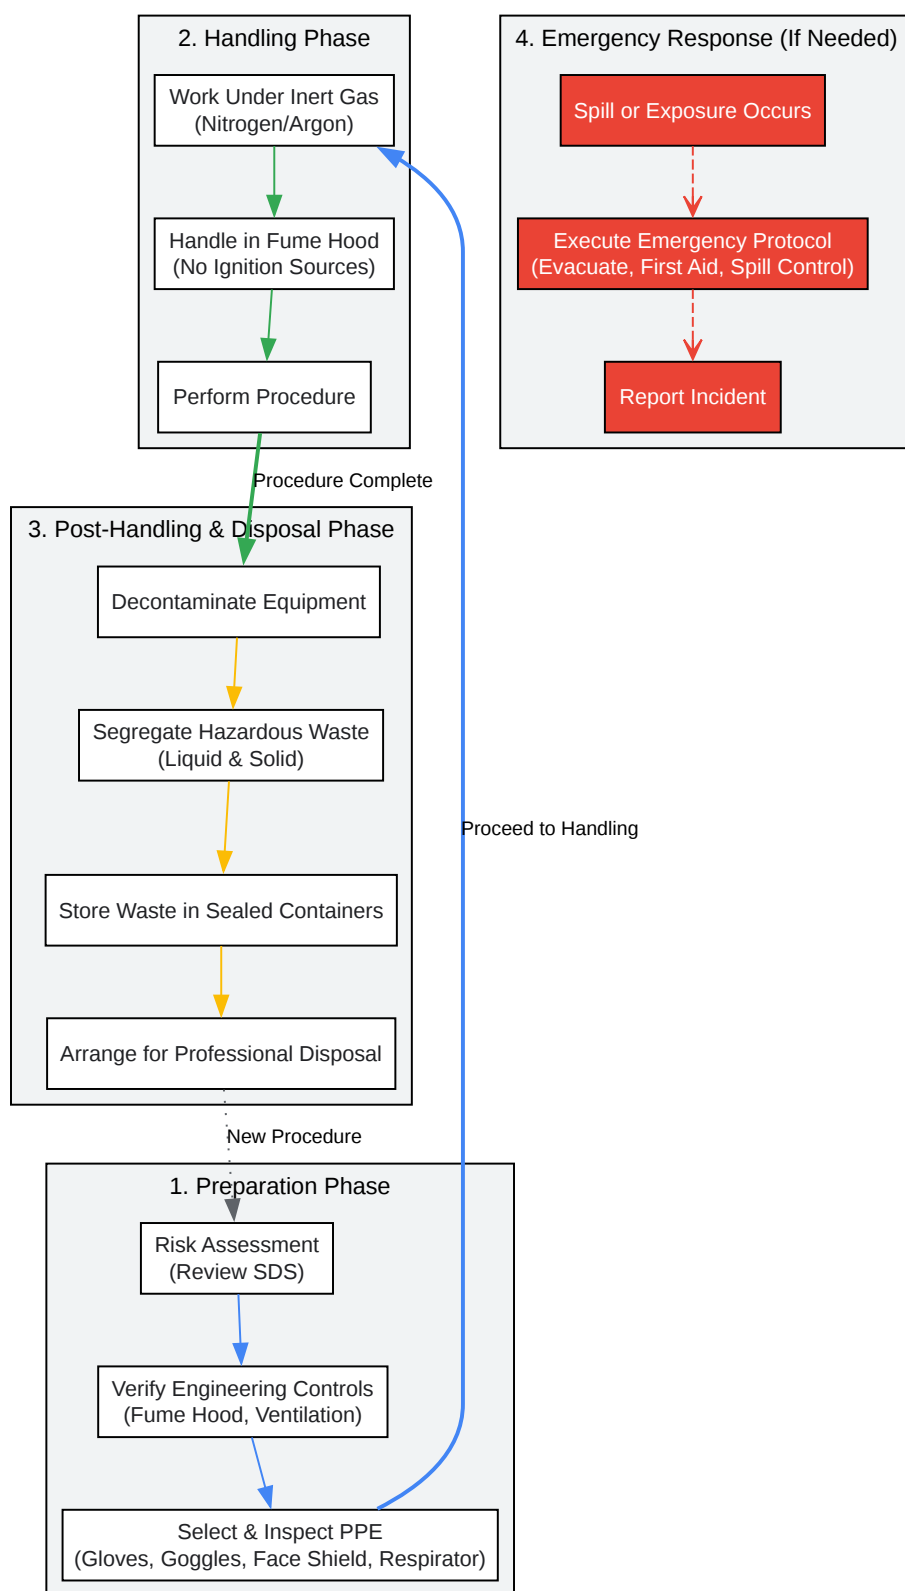 2. Handling Phase
Work Under Inert Gas
(Nitrogen/Argon)
Handle in Fume Hood
(No Ignition Sources)
Perform Procedure
4. Emergency Response (If Needed)
Spill or Exposure Occurs
Execute Emergency Protocol
(Evacuate, First Aid, Spill Control)
Report Incident
Procedure Complete
3. Post-Handling & Disposal Phase
Decontaminate Equipment
Segregate Hazardous Waste
(Liquid & Solid)
Proceed to Handling
Store Waste in Sealed Containers
Arrange for Professional Disposal
New Procedure
1. Preparation Phase
Risk Assessment
(Review SDS)
Verify Engineering Controls
(Fume Hood, Ventilation)
Select & Inspect PPE
(Gloves, Goggles, Face Shield, Respirator)